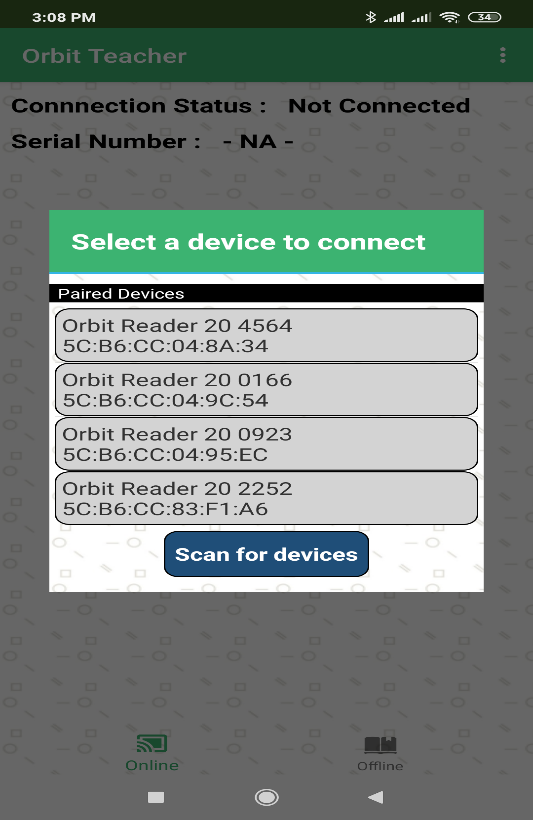 3:08 PM
34
Orbit Teacher
Connnection Status : Not Connected
Serial Number : - NA -
Select a device to connect
Paired Devices
Orbit Reader 20 4564
5C:B6:CC:04:8A:34
Orbit Reader 20 0166
5C:B6:CC:04:9C:54
Orbit Reader 20 0923
5C:B6:CC:04:95:EC
Orbit Reader 20 2252
5C:B6:CC:83:F1:A6
Scan for devices
Online
Offline